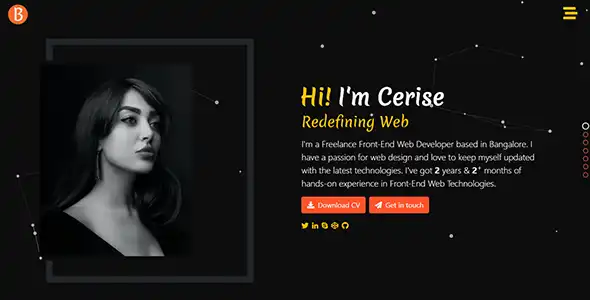 B
Hi! I'm Cerise
Redefining Web
I'm a Freelance Front-End Web Developer based in Bangalore. I
have a passion for web design and love to keep myself updated
with the latest technologies. I've got 2 years & 2+ months of
hands-on experience in Front-End Web Technologies.
Download CV Get in touch